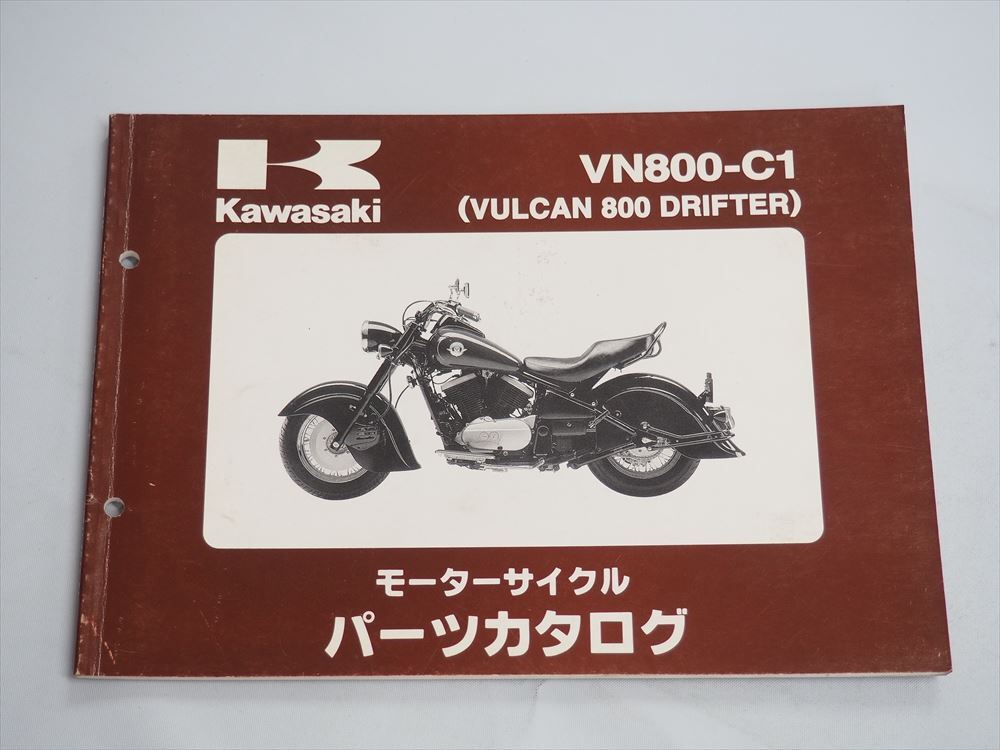 Kawasaki
VN800-C1
(VULCAN 800 DRIFTER)
モーターサイクル
パーツカタログ